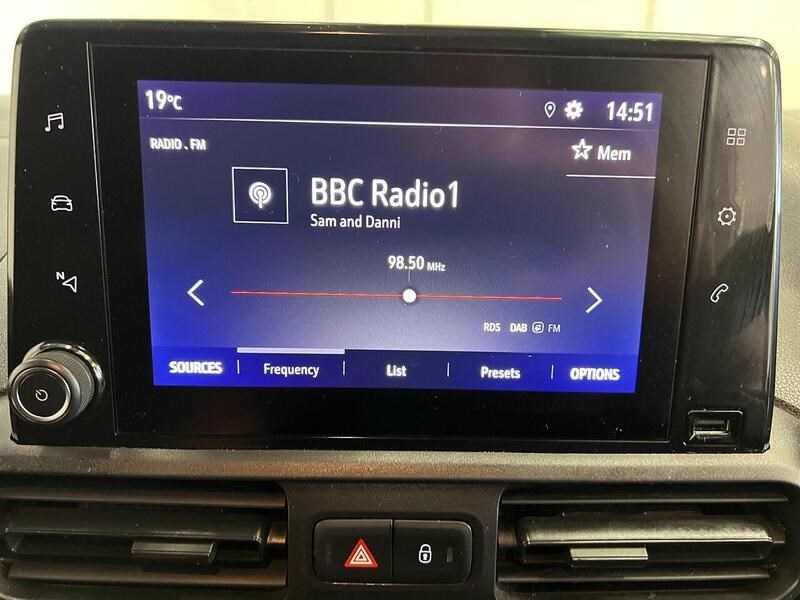 19°C 14:51
RADIO . FM
Mem
BBC Radio1
Sam and Danni
98.50 MHz
N
RDS DAB FM
SOURCES Frequency List Presets OPTIONS